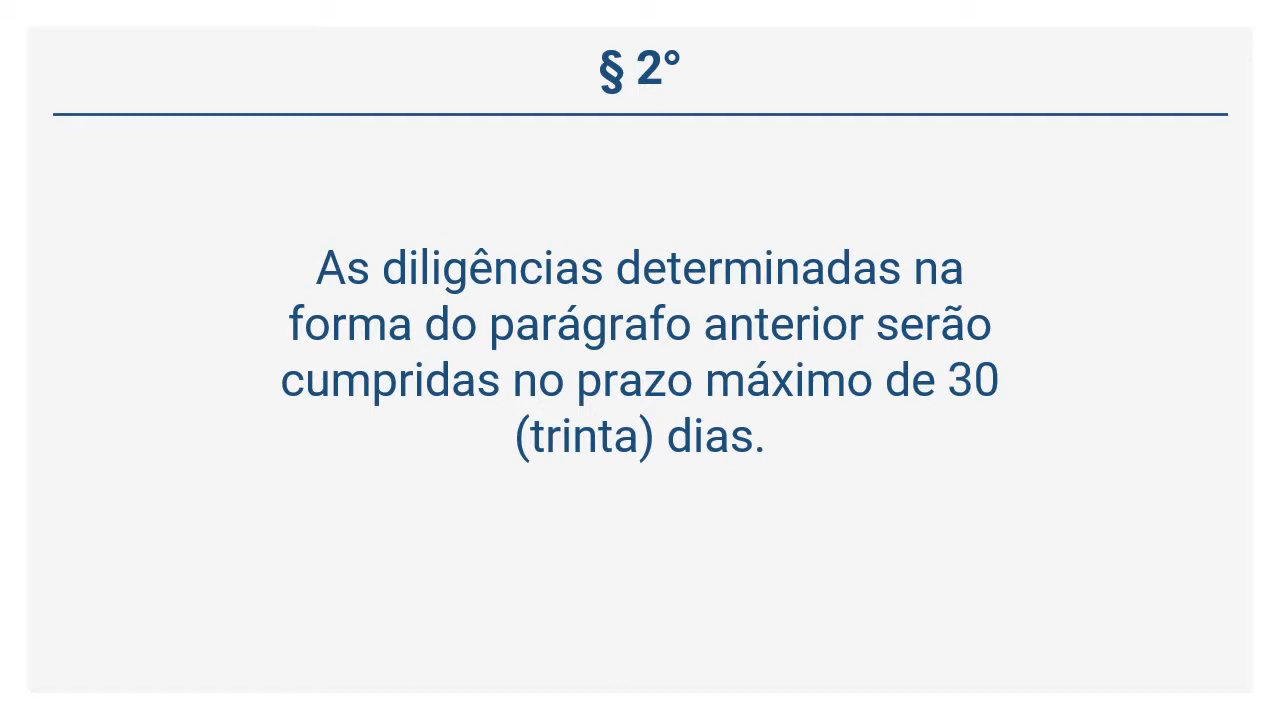 § 2°
As diligências determinadas na
forma do parágrafo anterior serão
cumpridas no prazo máximo de 30
(trinta) dias.